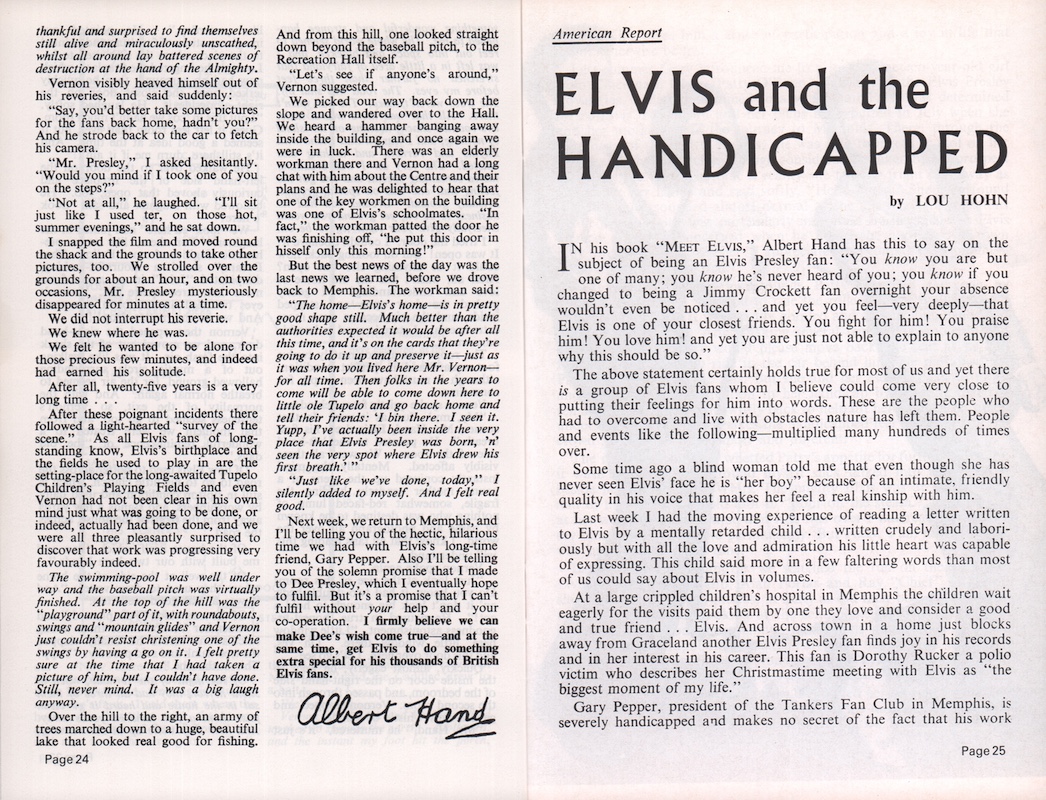 thankful and surprised to find themselves
still alive and miraculously unscathed,
whilst all around lay battered scenes of
destruction at the hand of the Almighty.
Vernon visibly heaved himself out of
his reveries, and said suddenly:
“Say, you’d better take some pictures
for the fans back home, hadn’t you?”
And he strode back to the car to fetch
his camera.
“Mr. Presley,” I asked hesitantly.
“Would you mind if I took one of you
on the steps?”
“Not at all,” he laughed. “I’ll sit
just like I used ter, on those hot,
summer evenings,” and he sat down.
I snapped the film and moved round
the shack and the grounds to take other
pictures, too. We strolled over the
grounds for about an hour, and on two
occasions, Mr. Presley mysteriously
disappeared for minutes at a time.
We did not interrupt his reverie.
We knew where he was.
We felt he wanted to be alone for
those precious few minutes, and indeed
had earned his solitude.
After all, twenty-five years is a very
long time . . .
After these poignant incidents there
followed a light-hearted “survey of the
scene.” As all Elvis fans of long-
standing know, Elvis’s birthplace and
the fields he used to play in are the
setting-place for the long-awaited Tupelo
Children’s Playing Fields and even
Vernon had not been clear in his own
mind just what was going to be done, or
indeed, actually had been done, and we
were all three pleasantly surprised to
discover that work was progressing very
favourably indeed.
The swimming-pool was well under
way and the baseball pitch was virtually
finished. At the top of the hill was the
“playground” part of it, with roundabouts,
swings and “mountain glides” and Vernon
just couldn’t resist christening one of the
swings by having a go on it. I felt pretty
sure at the time that I had taken a
picture of him, but I couldn’t have done.
Still, never mind. It was a big laugh
anyway.
Over the hill to the right, an army of
trees marched down to a huge, beautiful
lake that looked real good for fishing.
Page 24
And from this hill, one looked straight
down beyond the baseball pitch, to the
Recreation Hall itself.
“Let’s see if anyone’s around,”
Vernon suggested.
We picked our way back down the
slope and wandered over to the Hall.
We heard a hammer banging away
inside the building, and once again we
were in luck. There was an elderly
workman there and Vernon had a long
chat with him about the Centre and their
plans and he was delighted to hear that
one of the key workmen on the building
was one of Elvis’s schoolmates. “In
fact,” the workman patted the door he
was finishing off, “he put this door in
hisself only this morning!”
But the best news of the day was the
last news we learned, before we drove
back to Memphis. The workman said:
“The home—Elvis’s home—is in pretty
good shape still. Much better than the
authorities expected it would be after all
this time, and it’s on the cards that they’re
going to do it up and preserve it—just as
it was when you lived here Mr. Vernon—
for all time. Then folks in the years to
come will be able to come down here to
little ole Tupelo and go back home and
tell their friends: ‘I bin there. I seen it.
Yupp, I’ve actually been inside the very
place that Elvis Presley was born, ’n’
seen the very spot where Elvis drew his
first breath.’ ”
“Just like we’ve done, today,” I
silently added to myself. And I felt real
good.
Next week, we return to Memphis, and
I’ll be telling you of the hectic, hilarious
time we had with Elvis’s long-time
friend, Gary Pepper. Also I’ll be telling
you of the solemn promise that I made
to Dee Presley, which I eventually hope
to fulfil. But it’s a promise that I can’t
fulfil without your help and your
co-operation. I firmly believe we can
make Dee’s wish come true—and at the
same time, get Elvis to do something
extra special for his thousands of British
Elvis fans.
Albert Hand
American Report
ELVIS and the
HANDICAPPED
by LOU HOHN
IN his book “MEET ELVIS,” Albert Hand has this to say on the
subject of being an Elvis Presley fan: “You know you are but
one of many; you know he’s never heard of you; you know if you
changed to being a Jimmy Crockett fan overnight your absence
wouldn’t even be noticed . . . and yet you feel—very deeply—that
Elvis is one of your closest friends. You fight for him! You praise
him! You love him! and yet you are just not able to explain to anyone
why this should be so.”
The above statement certainly holds true for most of us and yet there
is a group of Elvis fans whom I believe could come very close to
putting their feelings for him into words. These are the people who
had to overcome and live with obstacles nature has left them. People
and events like the following—multiplied many hundreds of times
over.
Some time ago a blind woman told me that even though she has
never seen Elvis’ face he is “her boy” because of an intimate, friendly
quality in his voice that makes her feel a real kinship with him.
Last week I had the moving experience of reading a letter written
to Elvis by a mentally retarded child . . . written crudely and labori-
ously but with all the love and admiration his little heart was capable
of expressing. This child said more in a few faltering words than most
of us could say about Elvis in volumes.
At a large crippled children’s hospital in Memphis the children wait
eagerly for the visits paid them by one they love and consider a good
and true friend . . . Elvis. And across town in a home just blocks
away from Graceland another Elvis Presley fan finds joy in his records
and in her interest in his career. This fan is Dorothy Rucker a polio
victim who describes her Christmastime meeting with Elvis as “the
biggest moment of my life.”
Gary Pepper, president of the Tankers Fan Club in Memphis, is
severely handicapped and makes no secret of the fact that his work
Page 25